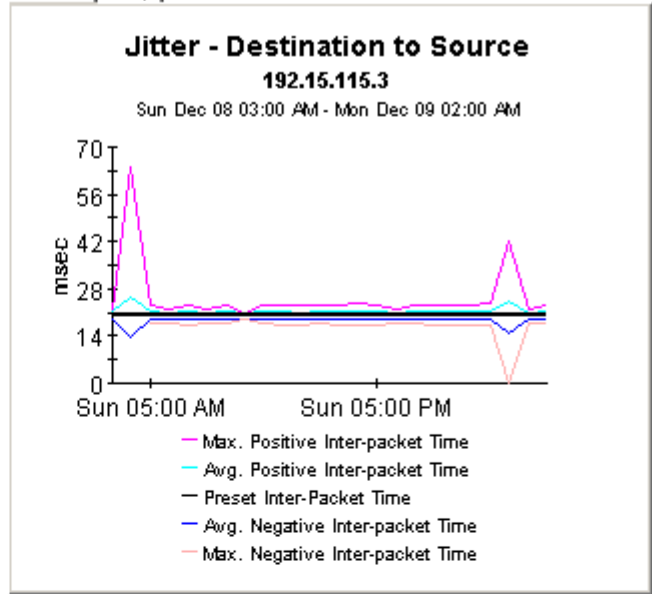 Jitter - Destination to Source
192.15.115.3
Sun Dec 08 03:00 AM - Mon Dec 09 02:00 AM
70
56
42
28
14
0
msec
Sun 05:00 AM
Sun 05:00 PM
Max. Positive Inter-packet Time
Avg. Positive Inter-packet Time
Preset Inter-Packet Time
Avg. Negative Inter-packet Time
Max. Negative Inter-packet Time